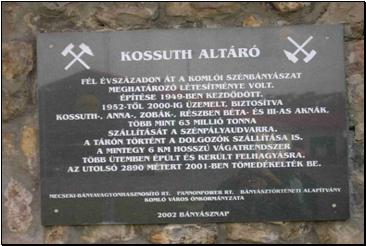 KOSSUTH ALTÁRÓ
FÉL ÉVSZÁZADON ÁT A KOMLÓI SZÉNBÁNYÁSZAT
MEGHATÁROZÓ LÉTESÍTMÉNYE VOLT.
ÉPÍTÉSE 1949-BEN KEZDŐDÖTT.
1952-TŐL 2000-IG ÜZEMELT, BIZTOSÍTVA
KOSSUTH-, ANNA-, ZOBÁK-, RÉSZBEN BÉTA- ÉS III-AS AKNÁK,
TÖBB MINT 63 MILLIÓ TONNA
SZÁLLÍTÁSÁT A SZÉNPÁLYAUDVARRA.
A TÁRÓN TÖRTÉNT A DOLGOZÓK SZÁLLÍTÁSA IS.
A MINTEGY 6 KM HOSSZÚ VÁGATRENDSZER
TÖBB ÜTEMBEN ÉPÜLT ÉS KERÜLT FELHAGYÁSRA.
AZ UTOLSÓ 2890 MÉTERT 2001-BEN TÖMEDÉKELTÉK BE.
MECSEKI-BÁNYAVAGYONHASZNOSÍTÓ RT. PANNONPOWER RT. BÁNYÁSZTÖRTÉNETI ALAPÍTVÁNY
KOMLÓ VÁROS ÖNKORMÁNYZATA
2002 BÁNYÁSZNAP